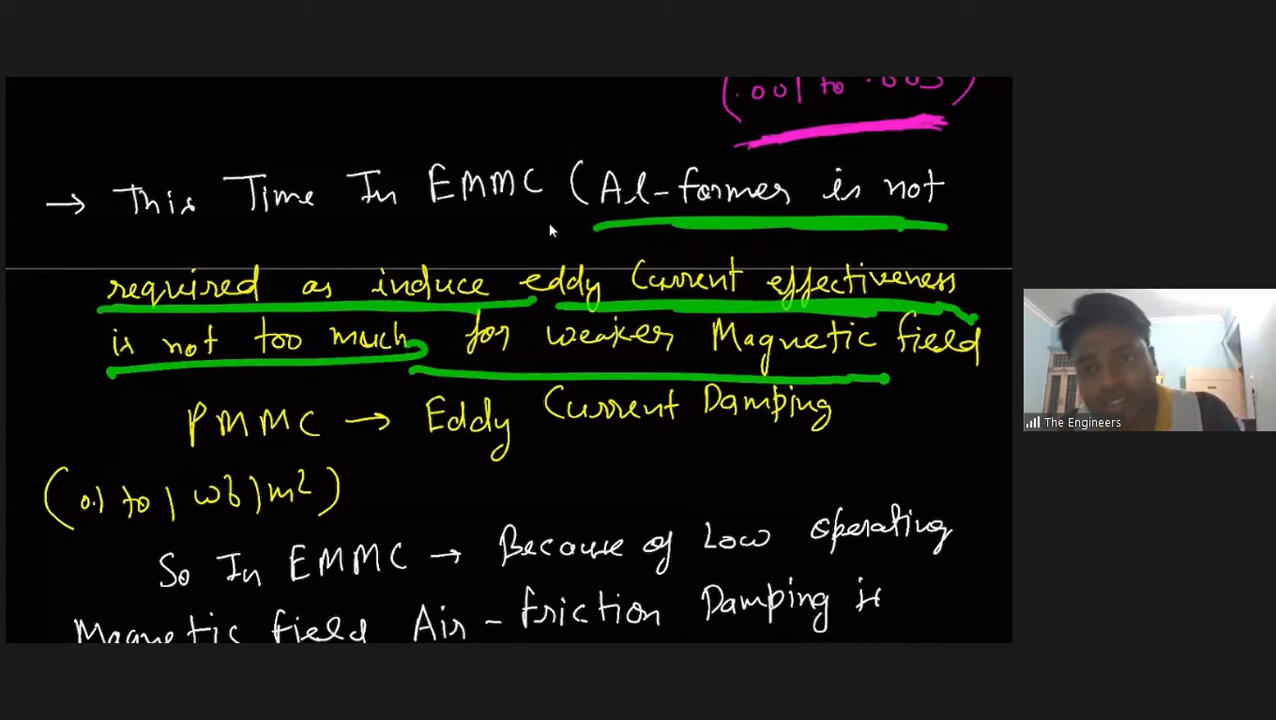 (.001 to .005)
→ This Time In EMMC (Al-former is not
required as induce eddy Current effectiveness
is not too much for weaker Magnetic field
PMMC → Eddy Current Damping
(0.1 to 1 wb/m²)
So In EMMC → Because of Low operating
Magnetic field Air-friction Damping is
The Engineers